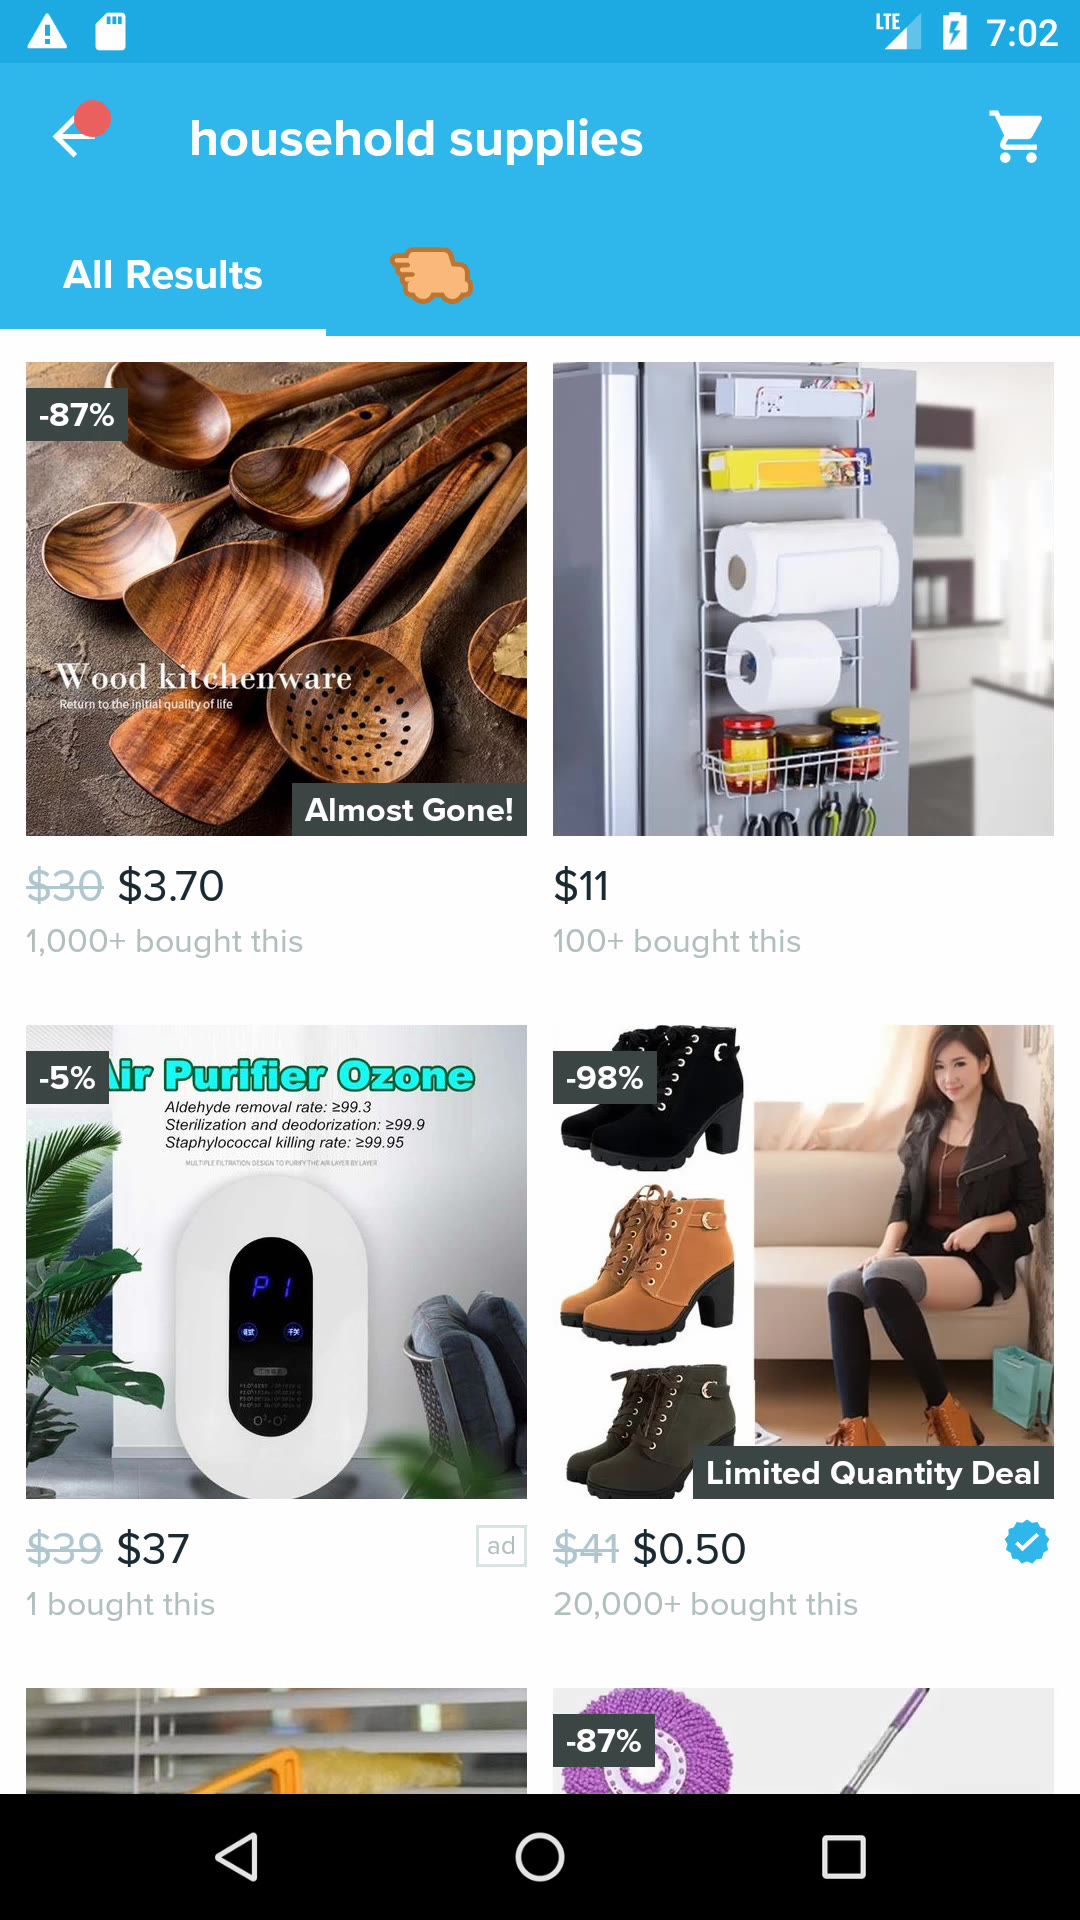 LTE 7:02
household supplies
All Results
-87%
Wood kitchenware
Return to the initial quality of life
Almost Gone!
$30 $3.70
1,000+ bought this
$11
100+ bought this
-5%
Air Purifier Ozone
Aldehyde removal rate: ≥99.3
Sterilization and deodorization: ≥99.9
Staphylococcal killing rate: ≥99.95
MULTIPLE FILTRATION DESIGN TO PURIFY THE AIR LAYER BY LAYER
P1
$39 $37
ad
1 bought this
-98%
Limited Quantity Deal
$41 $0.50
20,000+ bought this
-87%